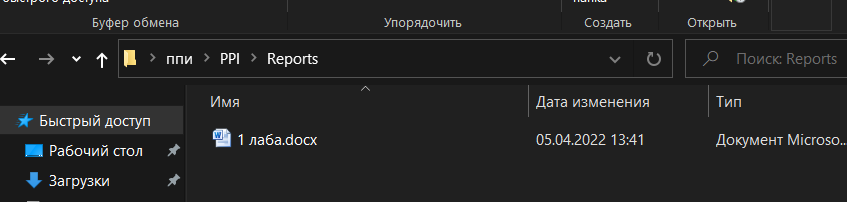 Буфер обмена Упорядочить Создать Открыть
ппи PPI Reports Поиск: Reports
Имя Дата изменения Тип
Быстрый доступ
1 лаба.docx 05.04.2022 13:41 Документ Microso...
Рабочий стол
Загрузки